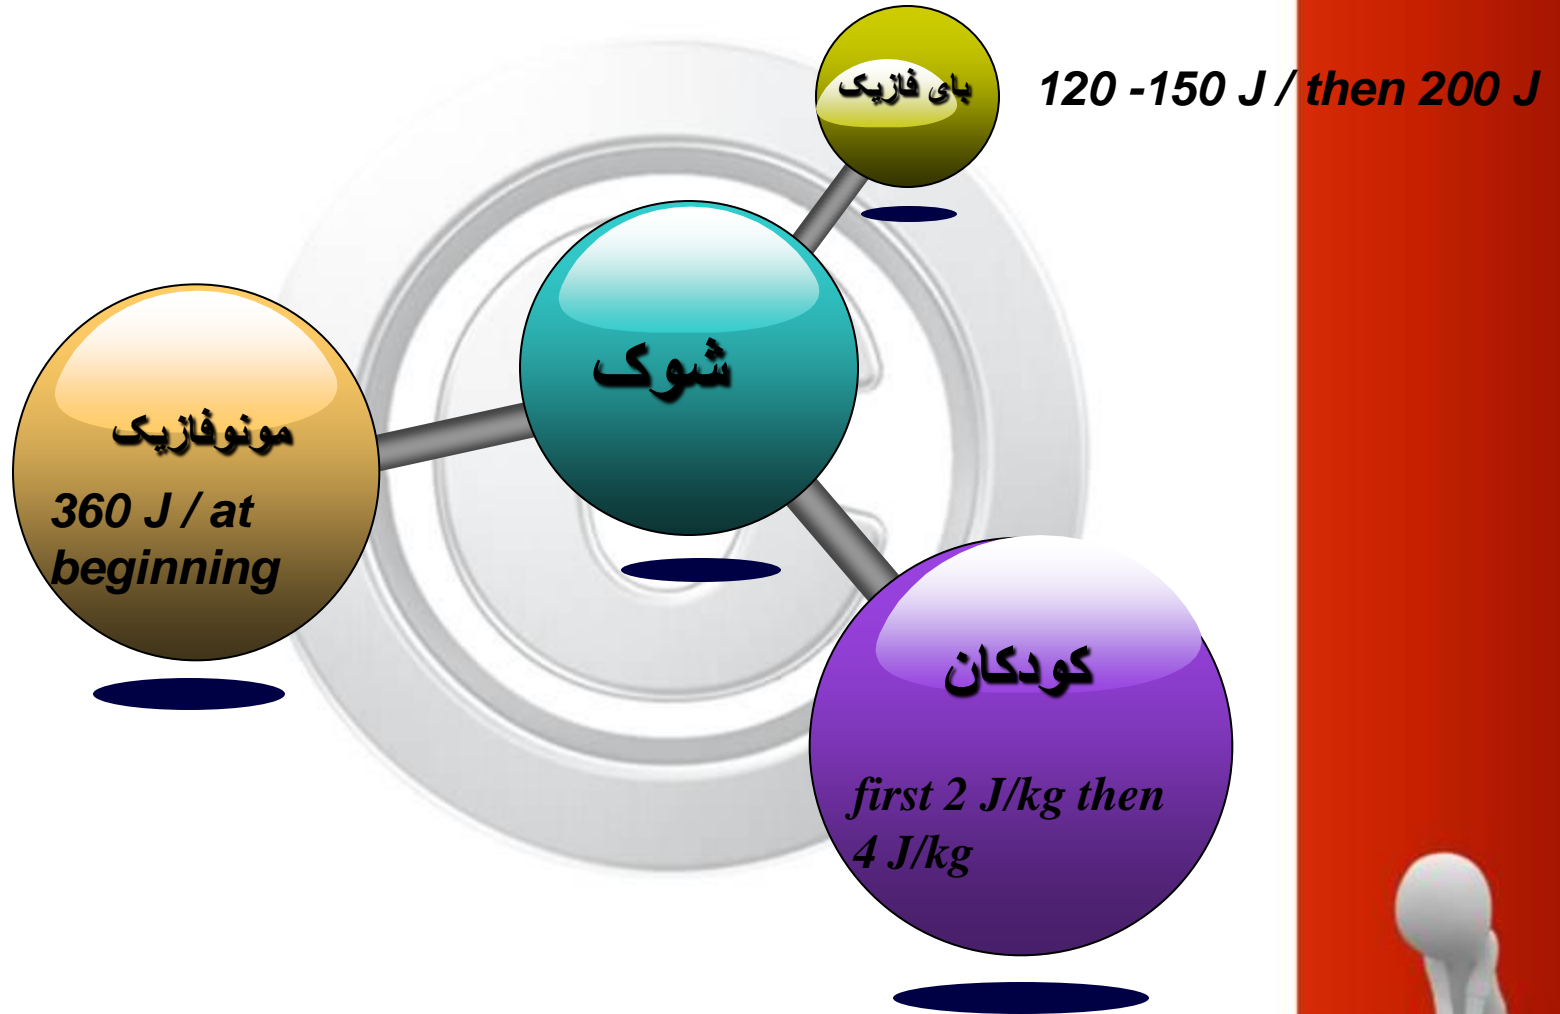 بای فازیک
120 -150 J / then 200 J
شوک
مونوفازیک
360 J / at
beginning
کودکان
first 2 J/kg then
4 J/kg